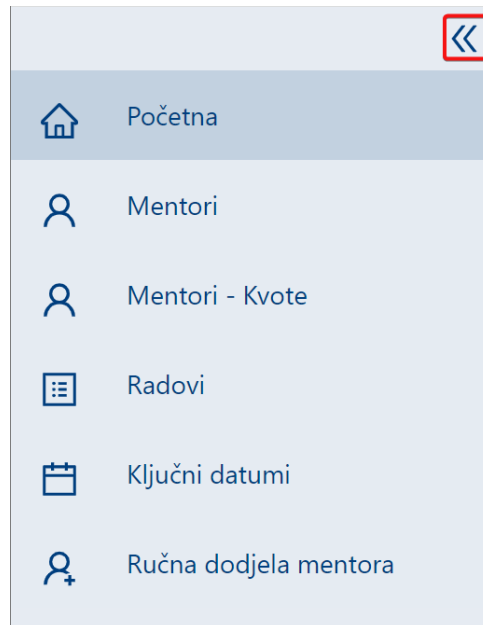 Početna
Mentori
Mentori - Kvote
Radovi
Ključni datumi
Ručna dodjela mentora